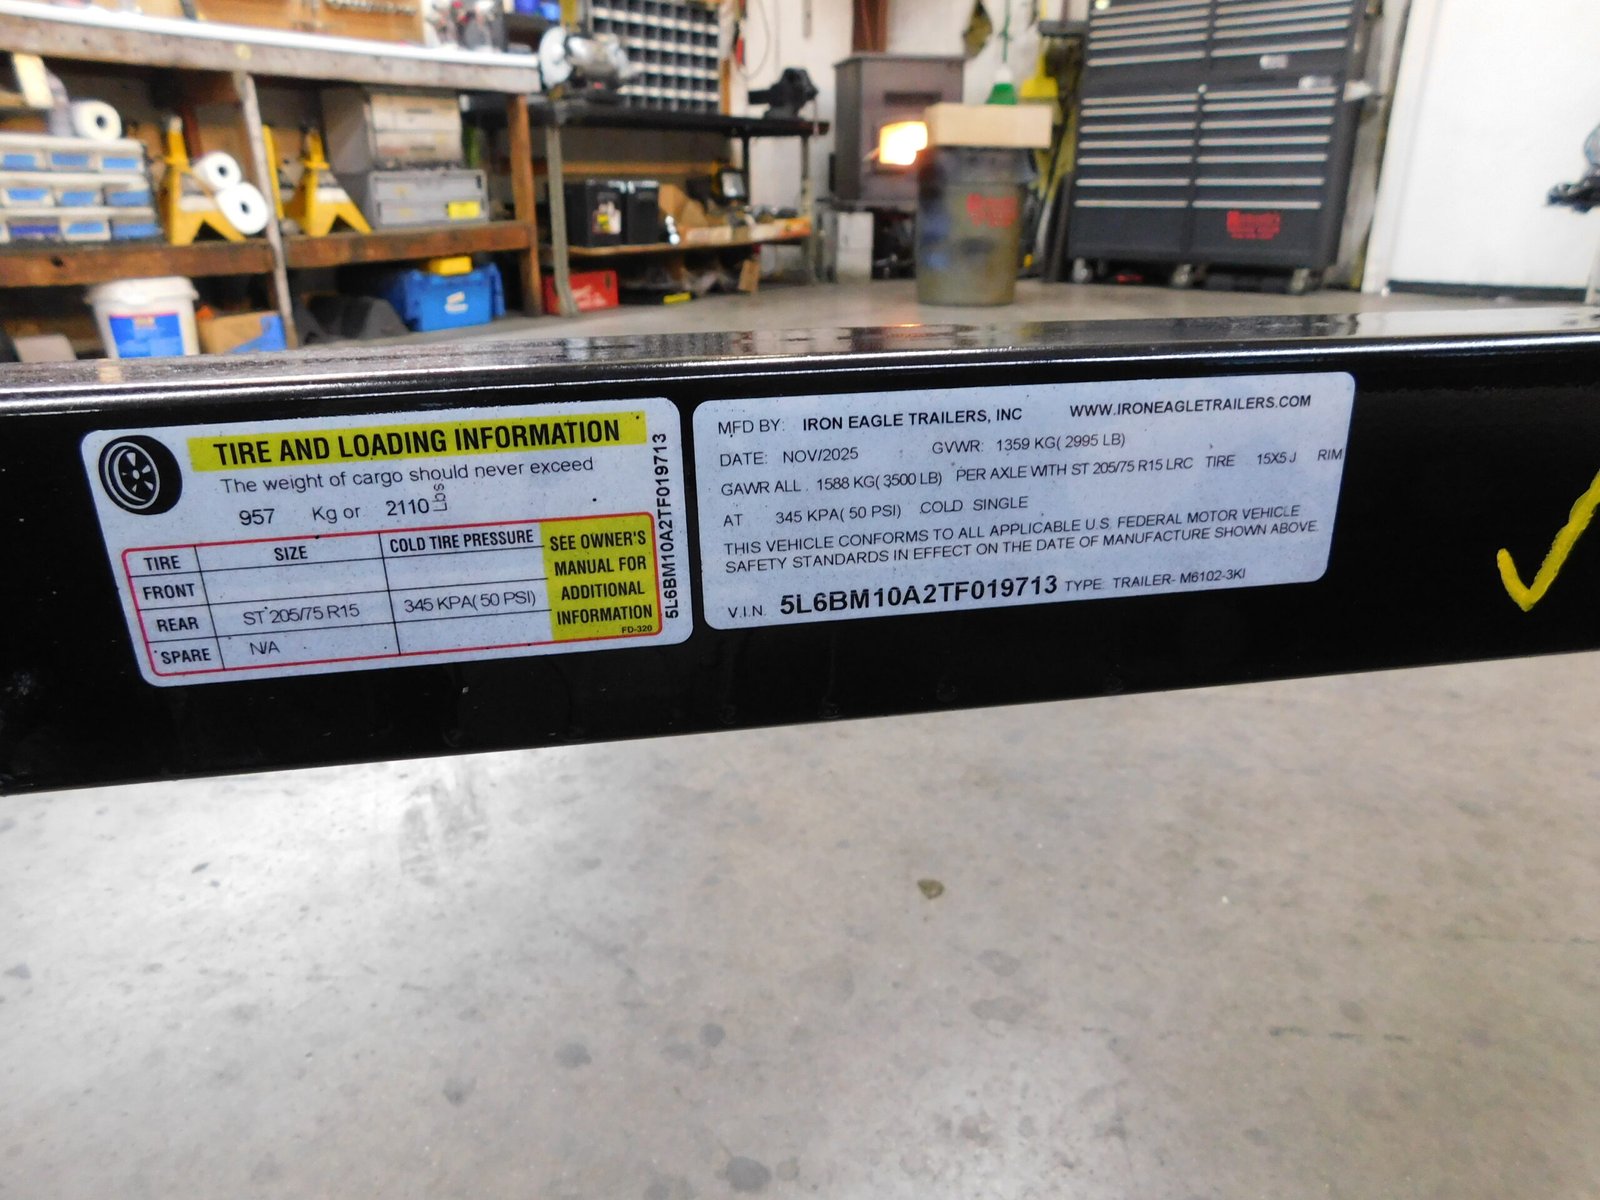 TIRE AND LOADING INFORMATION
The weight of cargo should never exceed
957 Kg or 2110 Lbs
TIRE SIZE COLD TIRE PRESSURE
FRONT
REAR ST 205/75 R15 345 KPA( 50 PSI)
SPARE N/A
SEE OWNER'S
MANUAL FOR
ADDITIONAL
INFORMATION
FD-320
5L6BM10A2TF019713
MFD BY: IRON EAGLE TRAILERS, INC WWW.IRONEAGLETRAILERS.COM
DATE: NOV/2025 GVWR: 1359 KG( 2995 LB)
GAWR ALL 1588 KG( 3500 LB) PER AXLE WITH ST 205/75 R15 LRC TIRE 15X5 J RIM
AT 345 KPA( 50 PSI) COLD SINGLE
THIS VEHICLE CONFORMS TO ALL APPLICABLE U.S. FEDERAL MOTOR VEHICLE
SAFETY STANDARDS IN EFFECT ON THE DATE OF MANUFACTURE SHOWN ABOVE.
V.I.N. 5L6BM10A2TF019713 TYPE: TRAILER- M6102-3KI